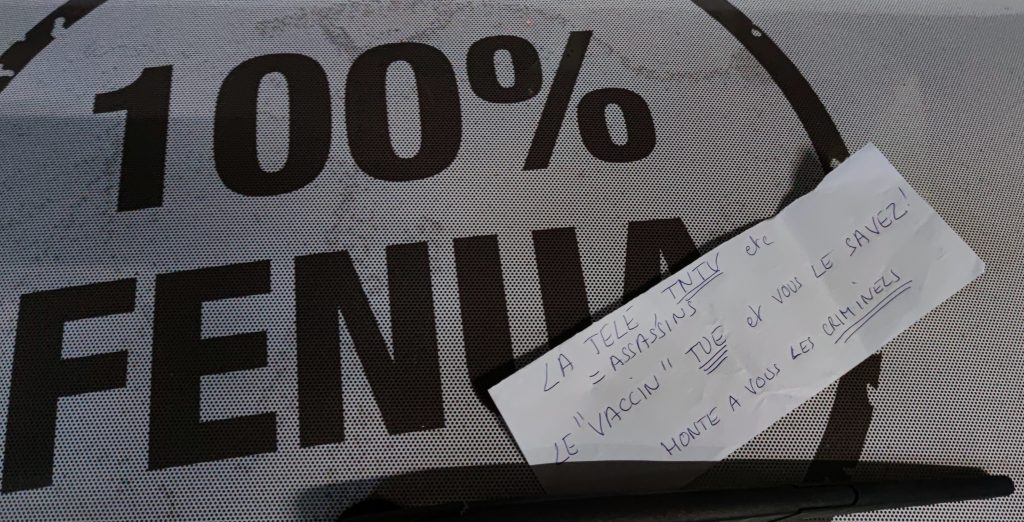 100%
FENUA
LA TELE TNTV etc
= ASSASSINS
LE "VACCIN" TUE et VOUS LE SAVEZ!
HONTE A VOUS LES CRIMINELS